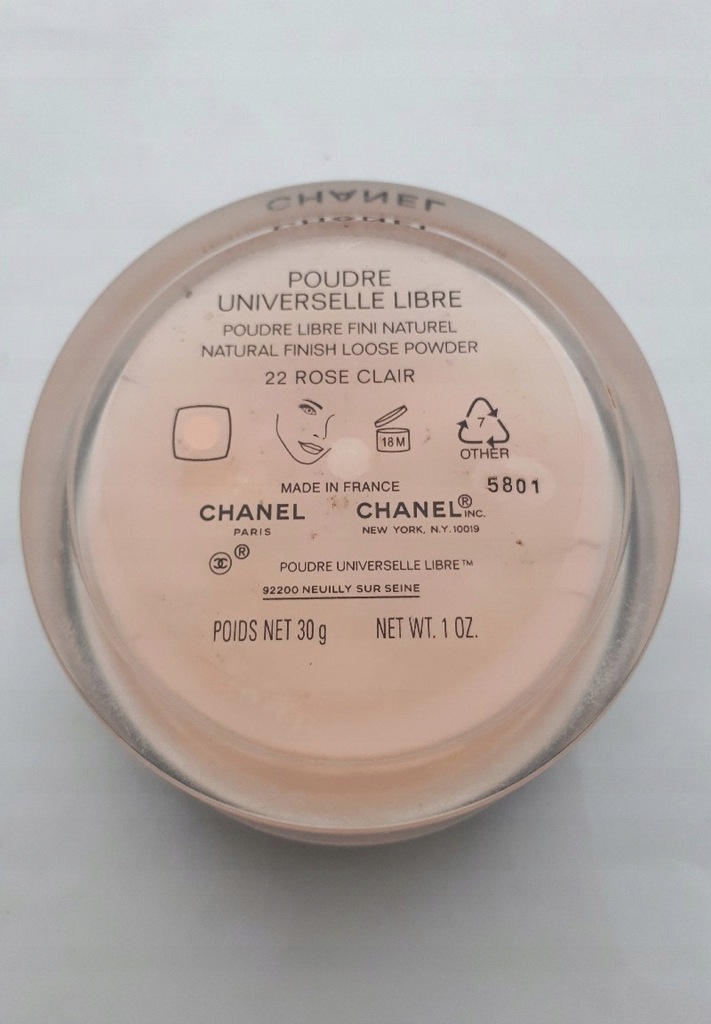 CHANEL
POUDRE
UNIVERSELLE LIBRE
POUDRE LIBRE FINI NATUREL
NATURAL FINISH LOOSE POWDER
22 ROSE CLAIR
18 M
7
OTHER
MADE IN FRANCE
5801
CHANEL CHANEL® INC.
PARIS NEW YORK, N.Y. 10019
® POUDRE UNIVERSELLE LIBRE™
92200 NEUILLY SUR SEINE
POIDS NET 30 g NET WT. 1 OZ.